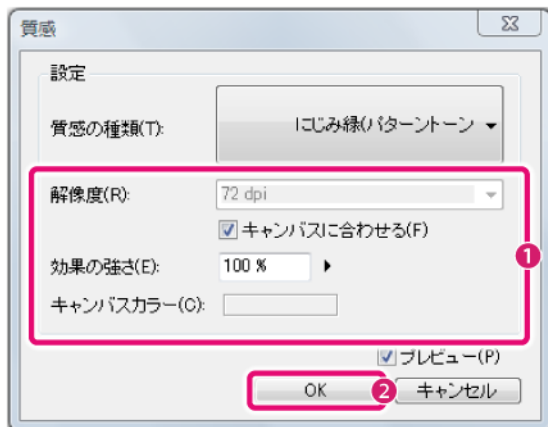 質感
設定
質感の種類(T): にじみ縁(パターントーン
解像度(R): 72 dpi
キャンバスに合わせる(F)
1
効果の強さ(E): 100 %
キャンバスカラー(C):
プレビュー(P)
OK 2 キャンセル